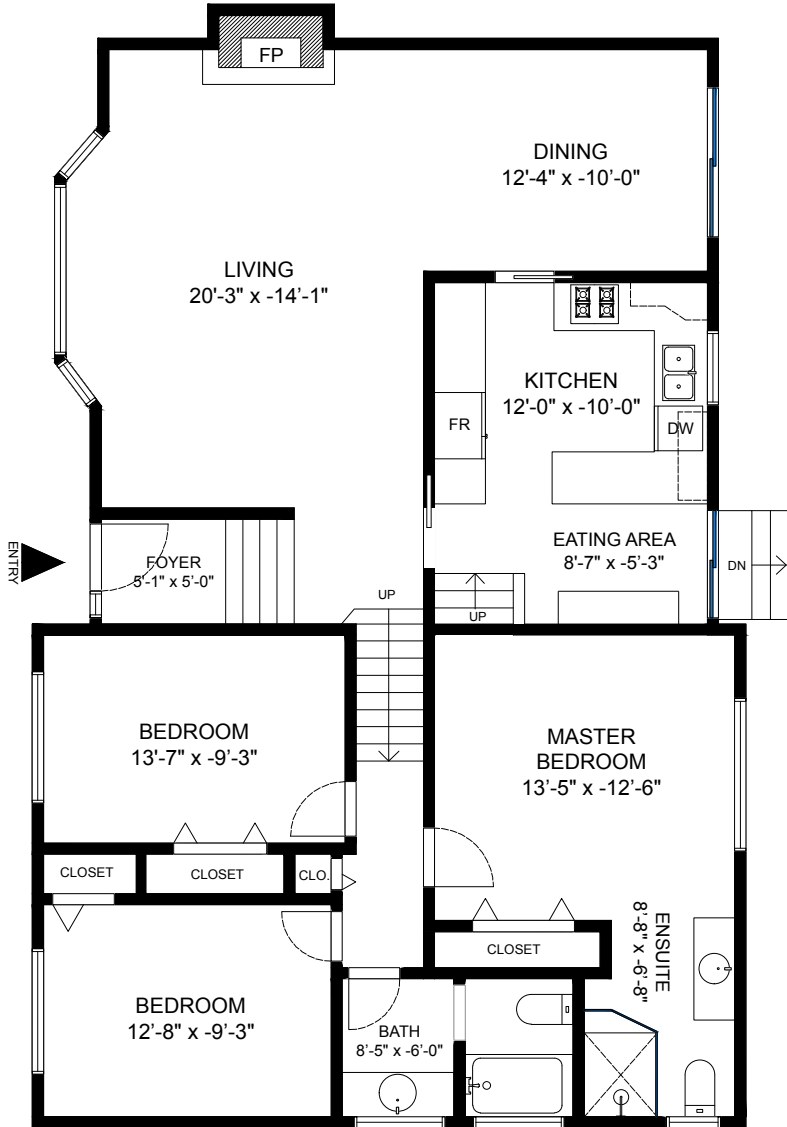 FP
DINING
12'-4" x -10'-0"
LIVING
20'-3" x -14'-1"
KITCHEN
12'-0" x -10'-0"
FR
DW
ENTRY
FOYER
5'-1" x 5'-0"
EATING AREA
8'-7" x -5'-3"
DN
UP
UP
BEDROOM
13'-7" x -9'-3"
MASTER
BEDROOM
13'-5" x -12'-6"
CLOSET
CLOSET
CLO.
CLOSET
ENSUITE
8'-8" x -6'-8"
BEDROOM
12'-8" x -9'-3"
BATH
8'-5" x -6'-0"